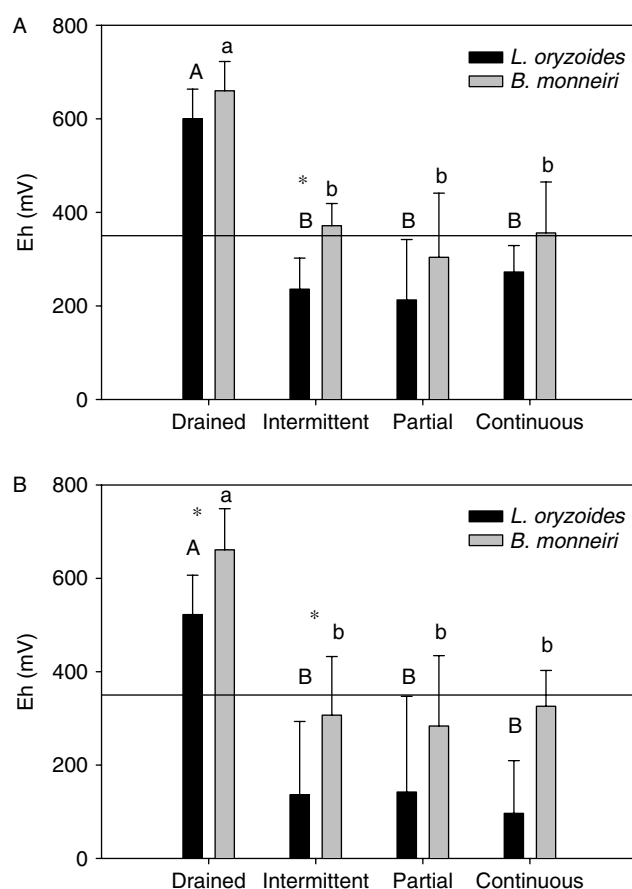 A
800
600
400
200
0
Eh (mV)
L. oryzoides
B. monneiri
A
a
*
B
b
B
b
B
b
Drained
Intermittent
Partial
Continuous
B
800
600
400
200
0
Eh (mV)
L. oryzoides
B. monneiri
*
A
a
*
B
b
B
b
B
b
Drained
Intermittent
Partial
Continuous